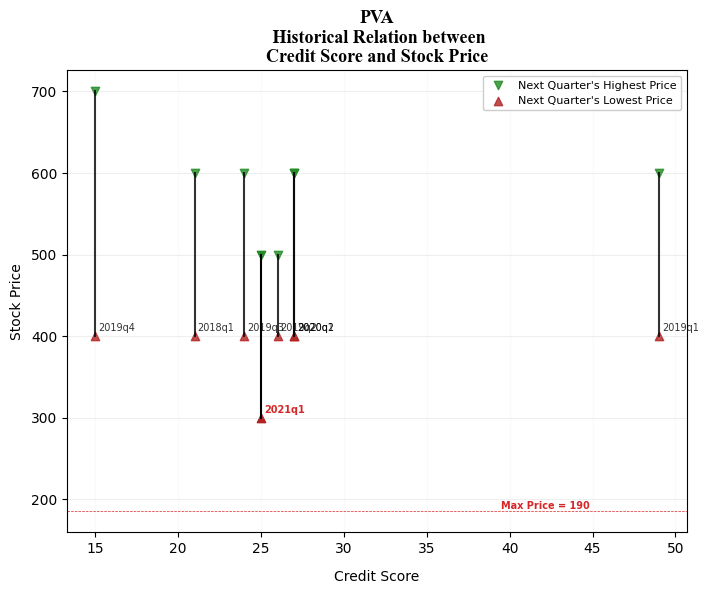 PVA
Historical Relation between
Credit Score and Stock Price
Next Quarter's Highest Price
Next Quarter's Lowest Price
Stock Price
700
600
500
400
300
200
2019q4
2018q1
2019q3
2020q2
2019q1
2021q1
Max Price = 190
15
20
25
30
35
40
45
50
Credit Score